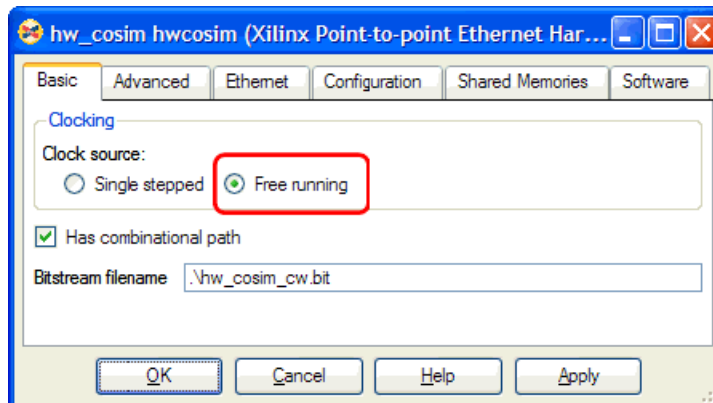 hw_cosim hwcosim (Xilinx Point-to-point Ethernet Har...
Basic Advanced Ethernet Configuration Shared Memories Software
Clocking
Clock source:
Single stepped Free running
Has combinational path
Bitstream filename .\hw_cosim_cw.bit
OK Cancel Help Apply